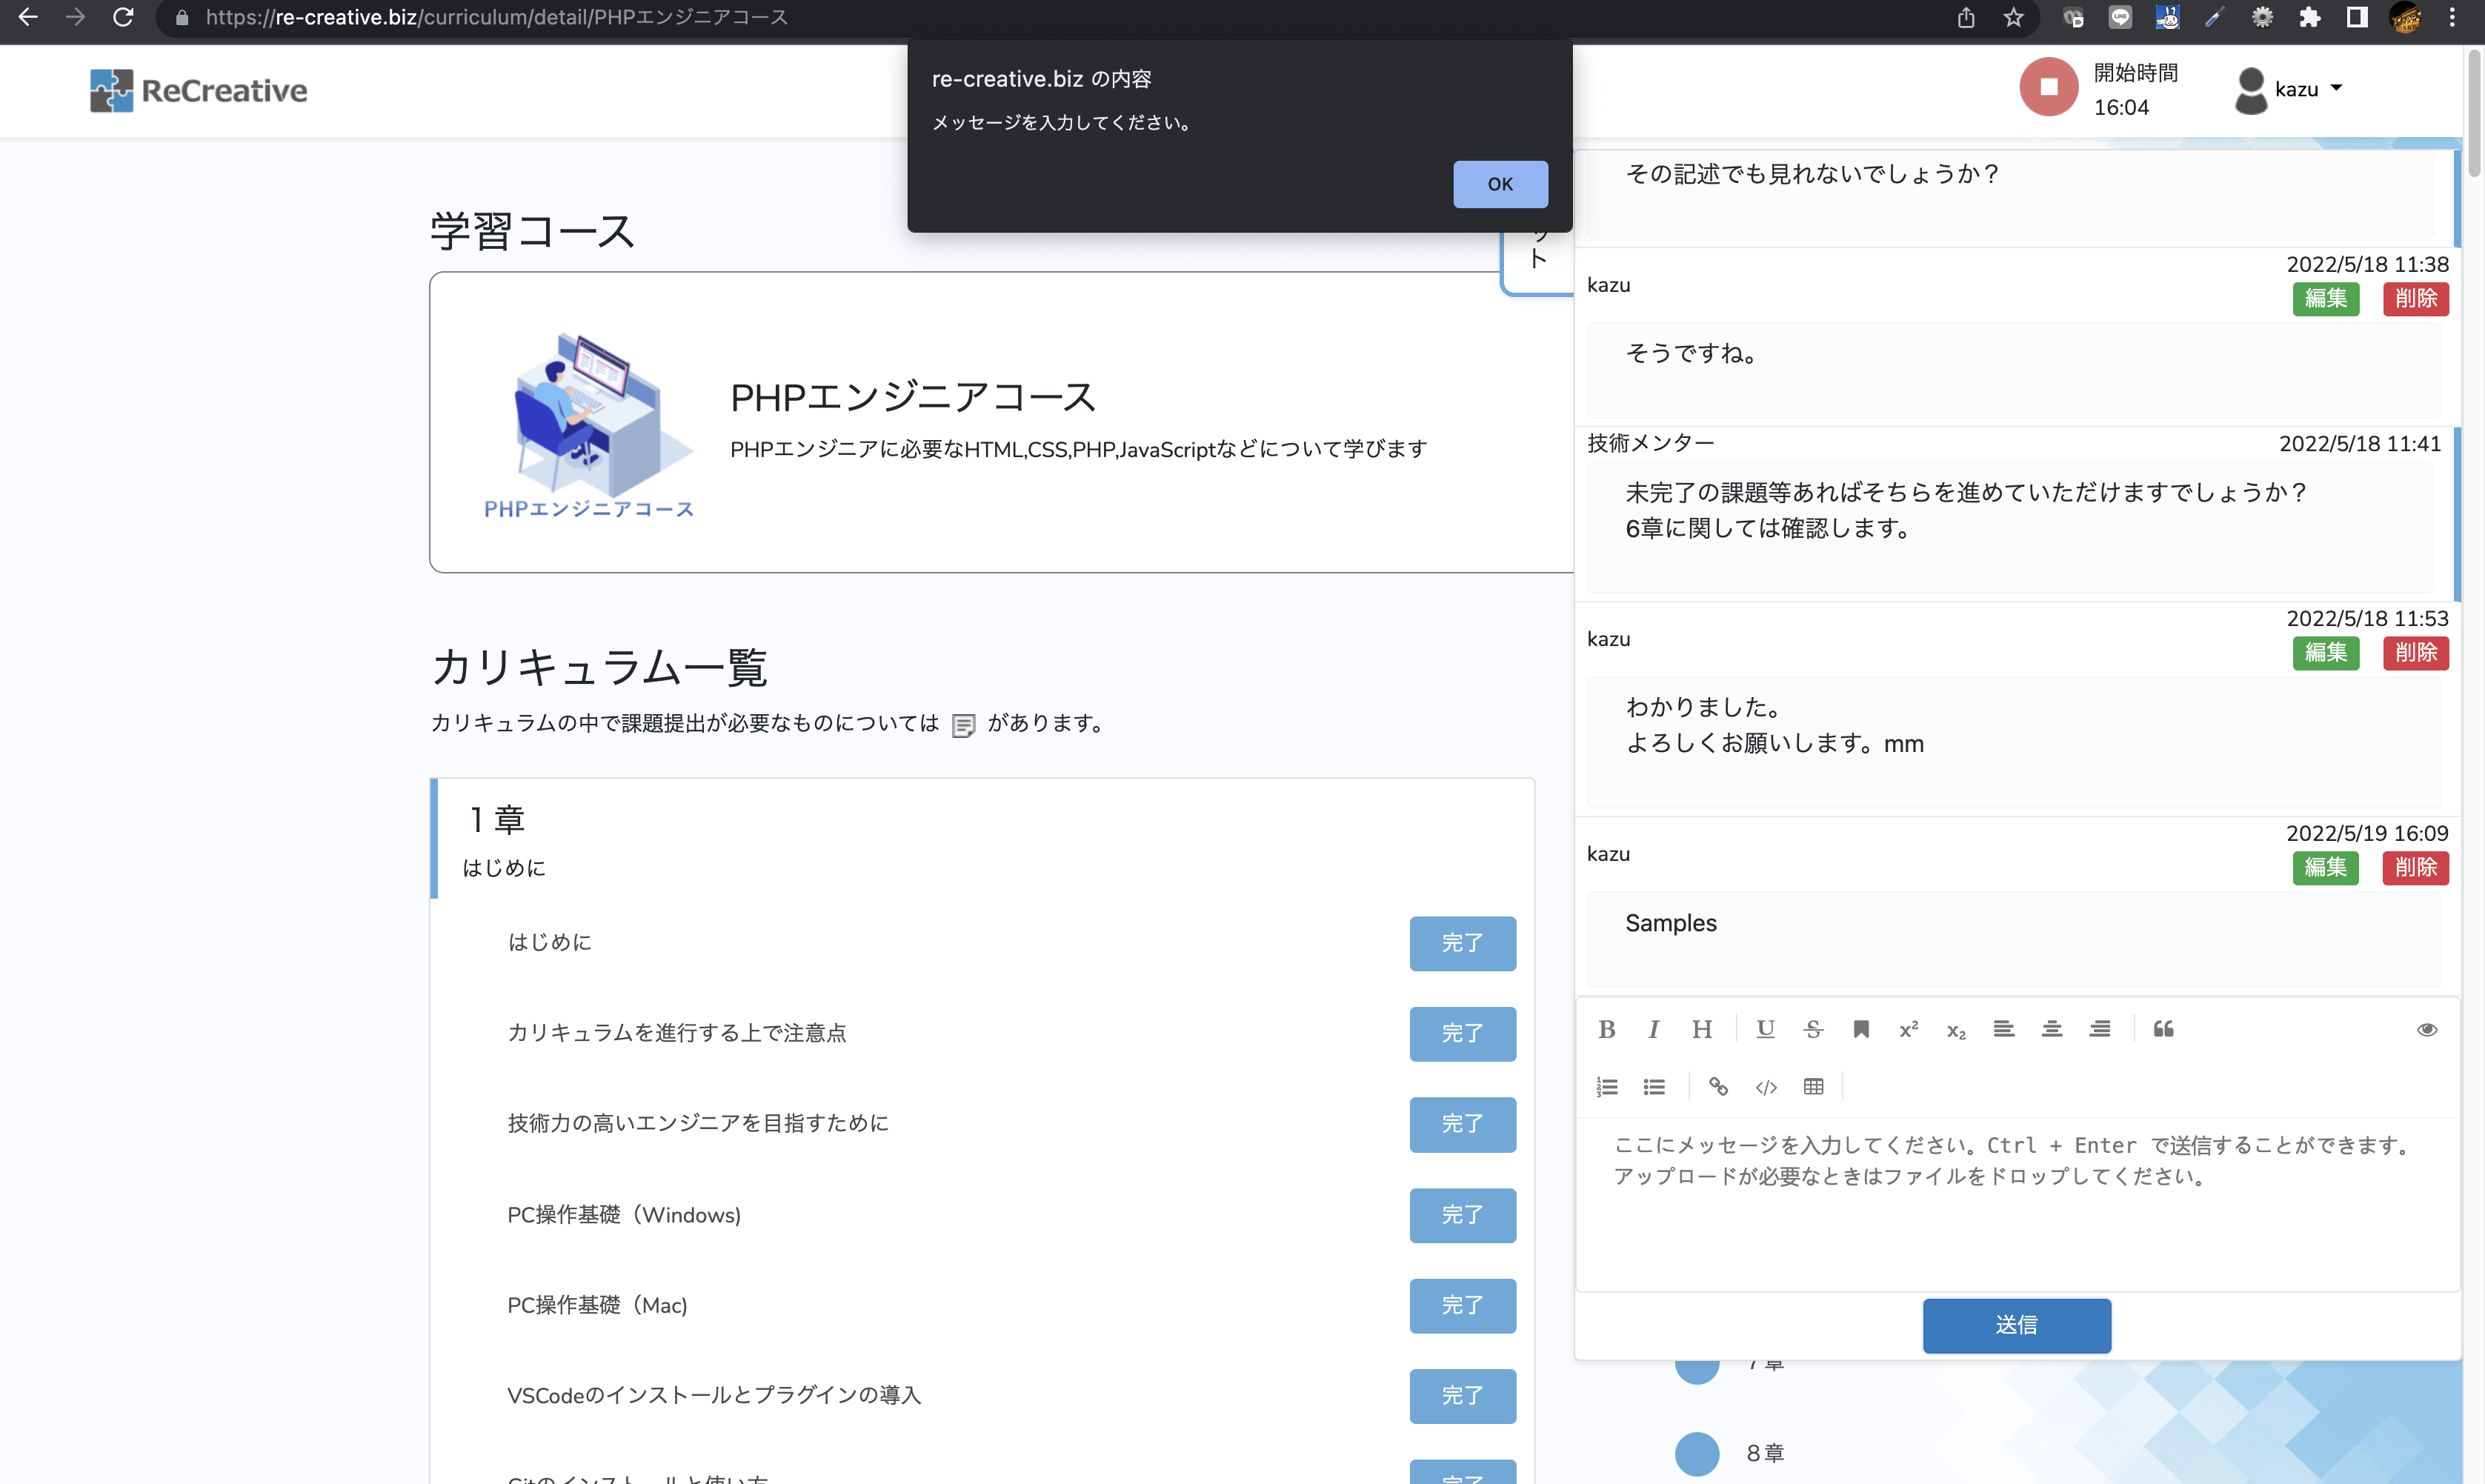 https://re-creative.biz/curriculum/detail/PHPエンジニアコース
ReCreative
re-creative.biz の内容
メッセージを入力してください。
OK
開始時間
16:04
kazu
学習コース
PHPエンジニアコース
PHPエンジニアコース
PHPエンジニアに必要なHTML,CSS,PHP,JavaScriptなどについて学びます
カリキュラム一覧
カリキュラムの中で課題提出が必要なものについては があります。
1 章
はじめに
はじめに
完了
カリキュラムを進行する上で注意点
完了
技術力の高いエンジニアを目指すために
完了
PC操作基礎（Windows)
完了
PC操作基礎（Mac)
完了
VSCodeのインストールとプラグインの導入
完了
Gitのインストールと使い方
完了
ット
その記述でも見れないでしょうか？
2022/5/18 11:38
kazu
編集 削除
そうですね。
技術メンター
2022/5/18 11:41
未完了の課題等あればそちらを進めていただけますでしょうか？
6章に関しては確認します。
2022/5/18 11:53
kazu
編集 削除
わかりました。
よろしくお願いします。mm
2022/5/19 16:09
kazu
編集 削除
Samples
ここにメッセージを入力してください。Ctrl + Enter で送信することができます。
アップロードが必要なときはファイルをドロップしてください。
送信
7 章
8 章